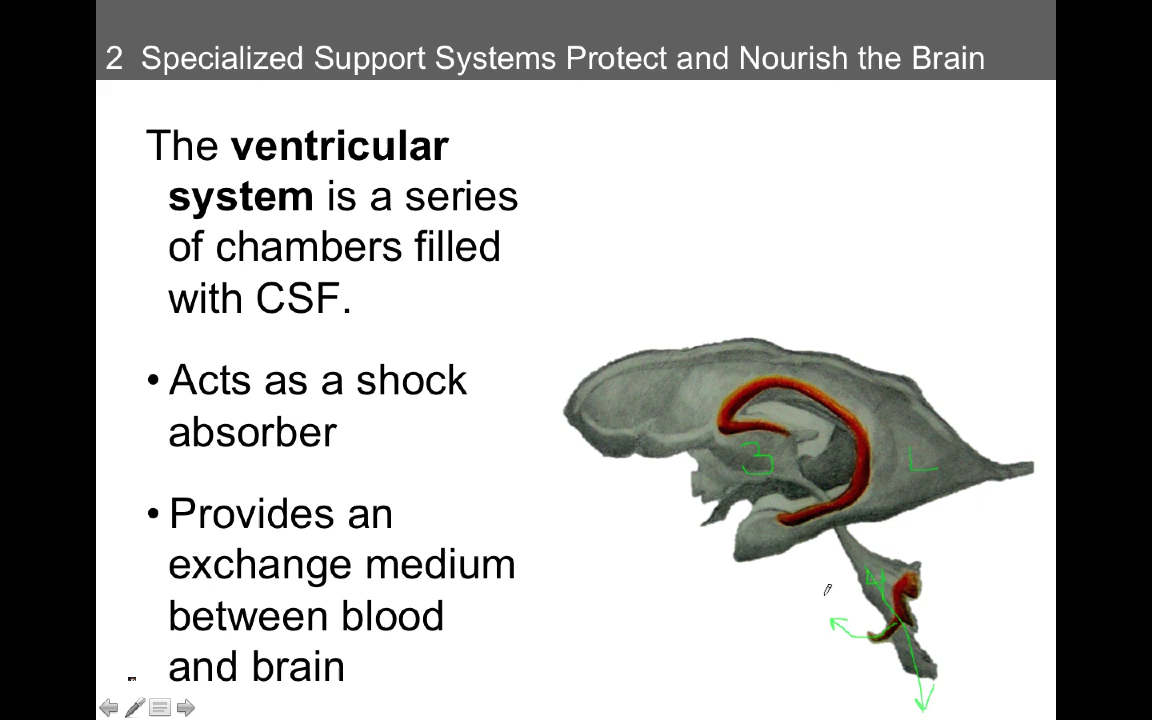 2 Specialized Support Systems Protect and Nourish the Brain
The ventricular
system is a series
of chambers filled
with CSF.
• Acts as a shock
absorber
• Provides an
exchange medium
between blood
and brain
3
L
4